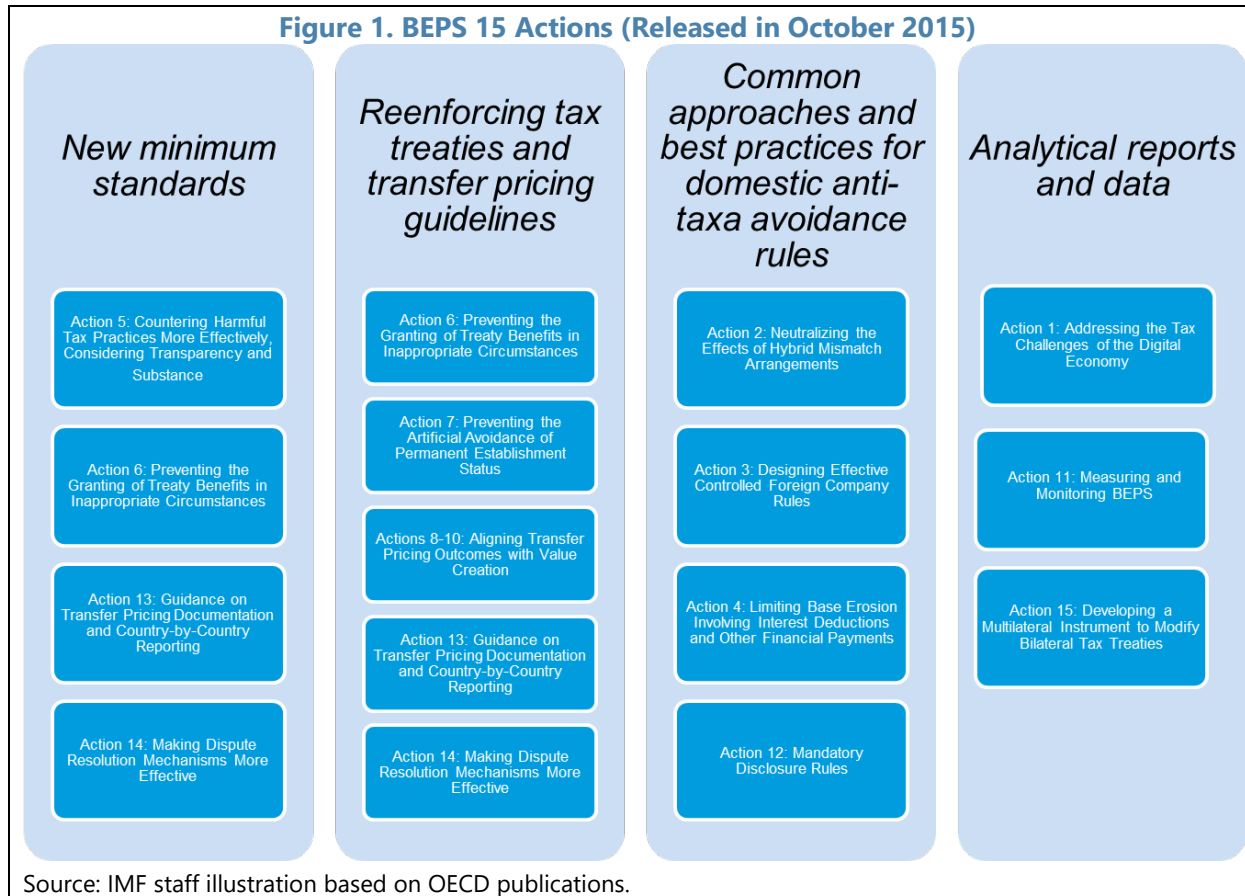 Figure 1. BEPS 15 Actions (Released in October 2015)
New minimum
standards
Action 5: Countering Harmful
Tax Practices More Effectively,
Considering Transparency and
Substance
Action 6: Preventing the
Granting of Treaty Benefits in
Inappropriate Circumstances
Action 13: Guidance on
Transfer Pricing Documentation
and Country-by-Country
Reporting
Action 14: Making Dispute
Resolution Mechanisms More
Effective
Reenforcing tax
treaties and
transfer pricing
guidelines
Action 6: Preventing the
Granting of Treaty Benefits in
Inappropriate Circumstances
Action 7: Preventing the
Artificial Avoidance of
Permanent Establishment
Status
Actions 8-10: Aligning Transfer
Pricing Outcomes with Value
Creation
Action 13: Guidance on
Transfer Pricing Documentation
and Country-by-Country
Reporting
Action 14: Making Dispute
Resolution Mechanisms More
Effective
Common
approaches and
best practices for
domestic anti-
taxa avoidance
rules
Action 2: Neutralizing the
Effects of Hybrid Mismatch
Arrangements
Action 3: Designing Effective
Controlled Foreign Company
Rules
Action 4: Limiting Base Erosion
Involving Interest Deductions
and Other Financial Payments
Action 12: Mandatory
Disclosure Rules
Analytical reports
and data
Action 1: Addressing the Tax
Challenges of the Digital
Economy
Action 11: Measuring and
Monitoring BEPS
Action 15: Developing a
Multilateral Instrument to Modify
Bilateral Tax Treaties
Source: IMF staff illustration based on OECD publications.